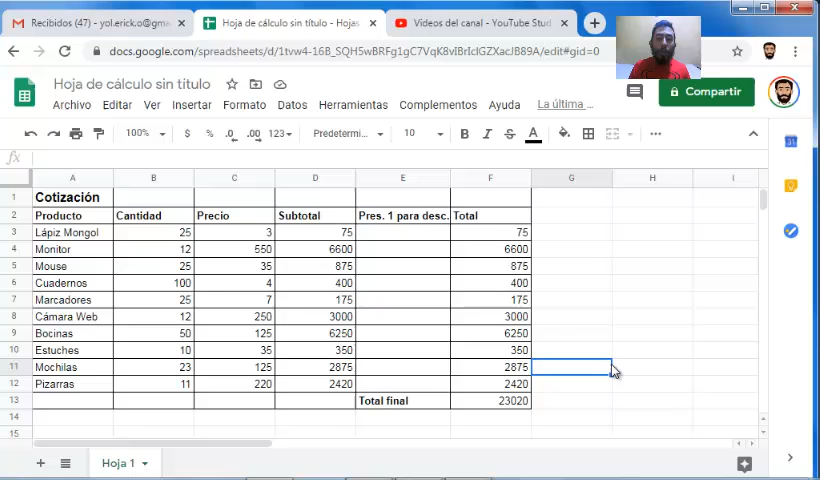 Recibidos (47) - yol.erick.o@gma
Hoja de cálculo sin título - Hojas
Vídeos del canal - YouTube Stud
docs.google.com/spreadsheets/d/1tvw4-16B_SQH5wBRFg1gC7VqK8vIBrIclGZXacJB89A/edit#gid=0
Hoja de cálculo sin título
Archivo Editar Ver Insertar Formato Datos Herramientas Complementos Ayuda La última ...
Compartir
100% $ % .0 .00 123 Predetermi... 10 B I S A
fx
A B C D E F G H I
1 Cotización
2 Producto Cantidad Precio Subtotal Pres. 1 para desc. Total
3 Lápiz Mongol 25 3 75 75
4 Monitor 12 550 6600 6600
5 Mouse 25 35 875 875
6 Cuadernos 100 4 400 400
7 Marcadores 25 7 175 175
8 Cámara Web 12 250 3000 3000
9 Bocinas 50 125 6250 6250
10 Estuches 10 35 350 350
11 Mochilas 23 125 2875 2875
12 Pizarras 11 220 2420 2420
13 Total final 23020
14
15
Hoja 1
31